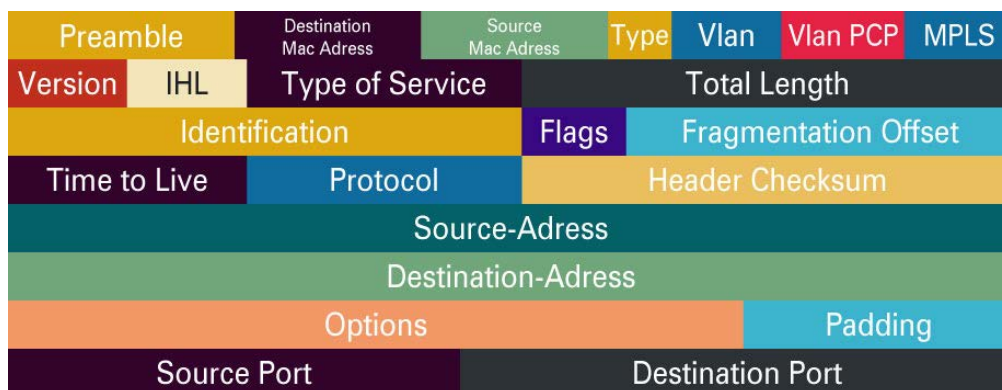 Preamble Destination Mac Adress Source Mac Adress Type Vlan Vlan PCP MPLS
Version IHL Type of Service Total Length
Identification Flags Fragmentation Offset
Time to Live Protocol Header Checksum
Source-Adress
Destination-Adress
Options Padding
Source Port Destination Port